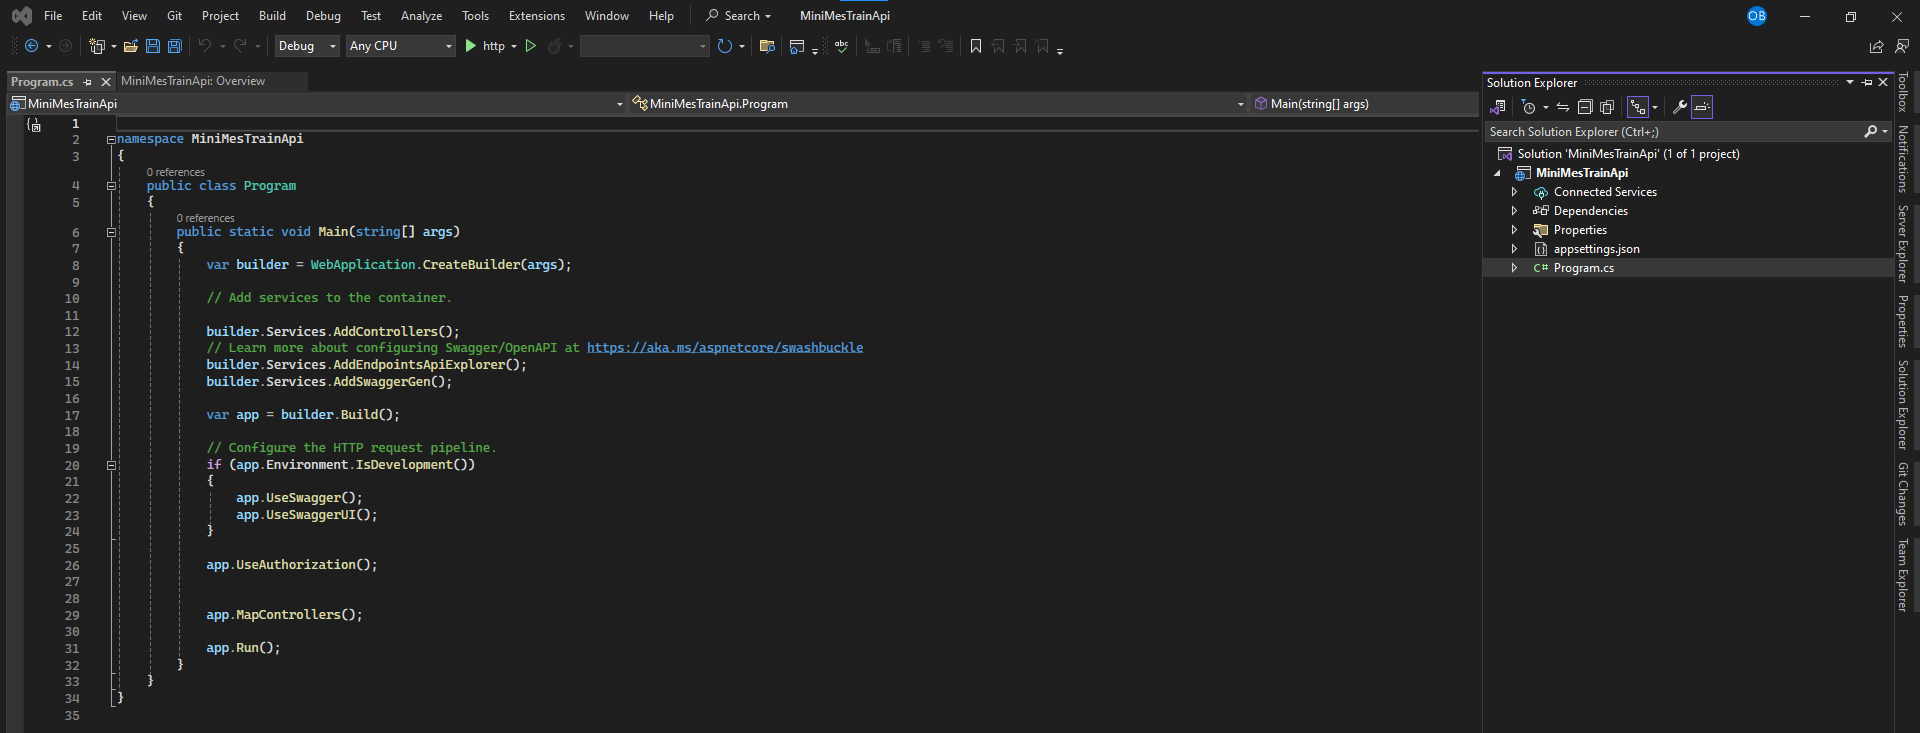 File Edit View Git Project Build Debug Test Analyze Tools Extensions Window Help Search MiniMesTrainApi OB
Debug Any CPU http abc
Program.cs MiniMesTrainApi: Overview
MiniMesTrainApi MiniMesTrainApi.Program Main(string[] args)
1
2 namespace MiniMesTrainApi
3 {
0 references
4 public class Program
5 {
0 references
6 public static void Main(string[] args)
7 {
8 var builder = WebApplication.CreateBuilder(args);
9
10 // Add services to the container.
11
12 builder.Services.AddControllers();
13 // Learn more about configuring Swagger/OpenAPI at https://aka.ms/aspnetcore/swashbuckle
14 builder.Services.AddEndpointsApiExplorer();
15 builder.Services.AddSwaggerGen();
16
17 var app = builder.Build();
18
19 // Configure the HTTP request pipeline.
20 if (app.Environment.IsDevelopment())
21 {
22 app.UseSwagger();
23 app.UseSwaggerUI();
24 }
25
26 app.UseAuthorization();
27
28
29 app.MapControllers();
30
31 app.Run();
32 }
33 }
34 }
35
Solution Explorer
Search Solution Explorer (Ctrl+;)
Solution 'MiniMesTrainApi' (1 of 1 project)
MiniMesTrainApi
Connected Services
Dependencies
Properties
appsettings.json
C# Program.cs
Toolbox
Notifications
Server Explorer
Properties
Solution Explorer
Git Changes
Team Explorer